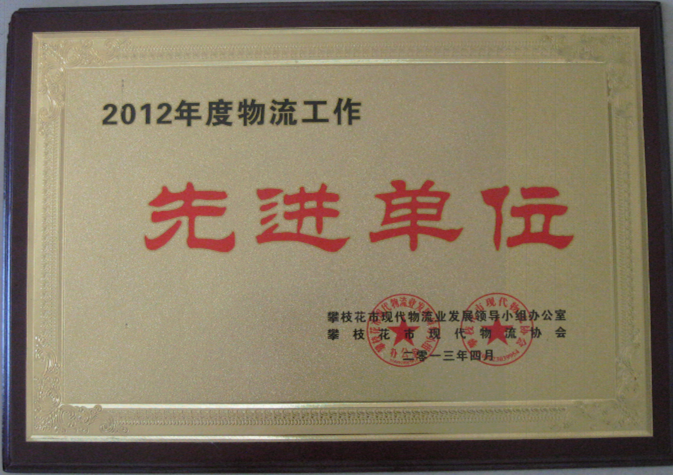 2012年度物流工作
先进单位
攀枝花市现代物流业发展领导小组办公室
攀枝花市现代物流协会
二零一三年四月